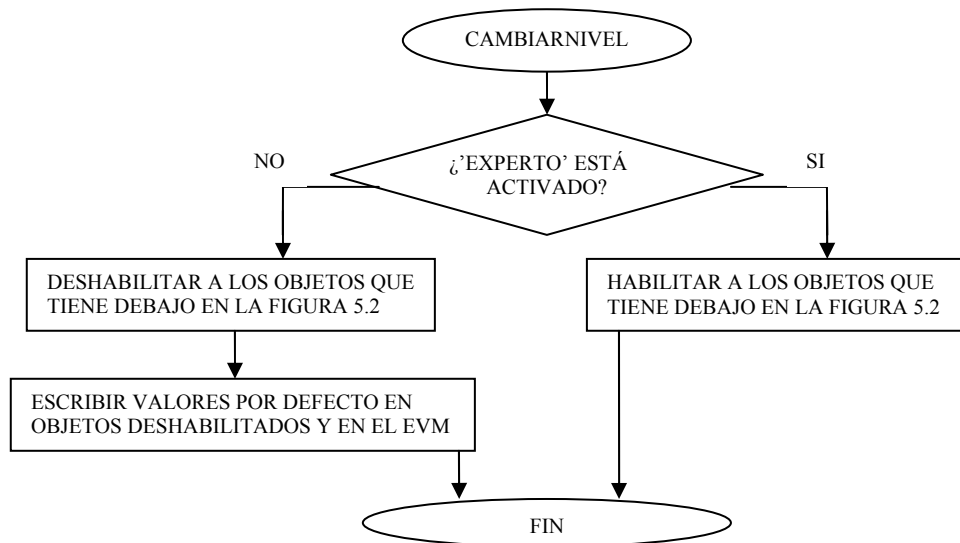 CAMBIARNIVEL
¿'EXPERTO' ESTÁ
ACTIVADO?
NO
SI
DESHABILITAR A LOS OBJETOS QUE
TIENE DEBAJO EN LA FIGURA 5.2
HABILITAR A LOS OBJETOS QUE
TIENE DEBAJO EN LA FIGURA 5.2
ESCRIBIR VALORES POR DEFECTO EN
OBJETOS DESHABILITADOS Y EN EL EVM
FIN